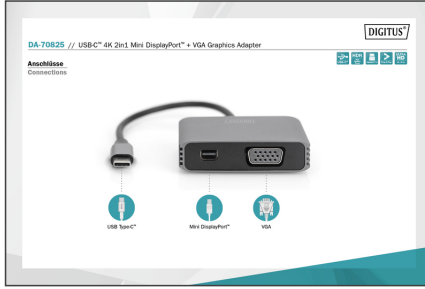 DIGITUS®
DA-70825 // USB-C™ 4K 2in1 Mini DisplayPort™ + VGA Graphics Adapter
Anschlüsse
Connections
HD
USB Type-C™
Mini DisplayPort™
VGA